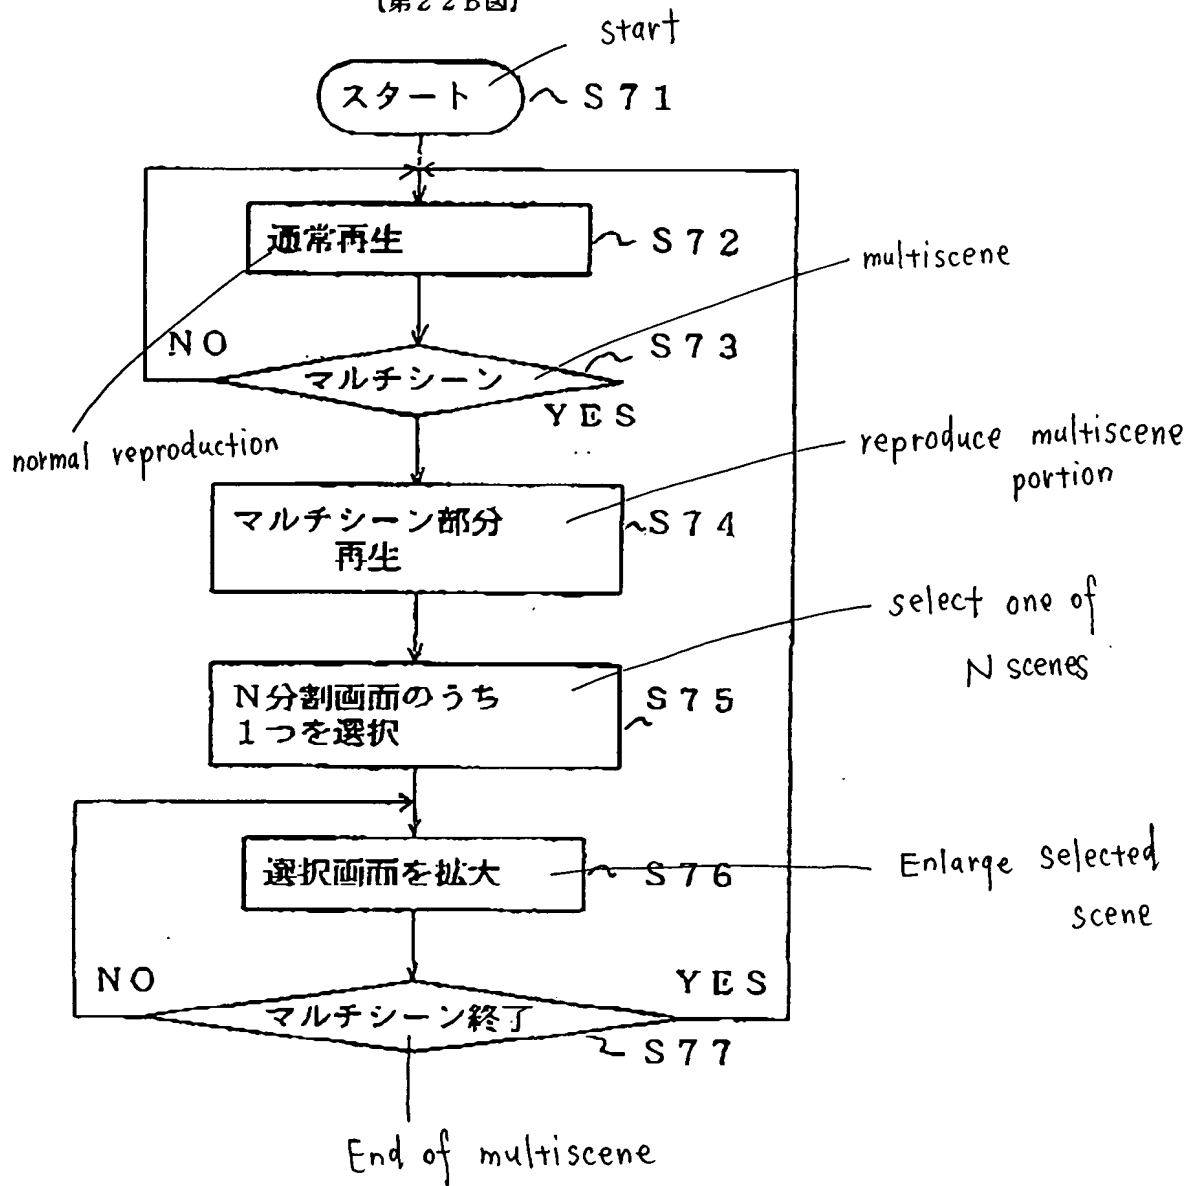 【第22B図】
start
スタート S71
通常再生 S72
multiscene
NO S73
マルチシーン
YES
normal reproduction
reproduce multiscene
portion
マルチシーン部分
再生
S74
select one of
N scenes
N分割画面のうち
1つを選択
S75
選択画面を拡大 S76
Enlarge selected
scene
NO YES
マルチシーン終了
S77
End of multiscene